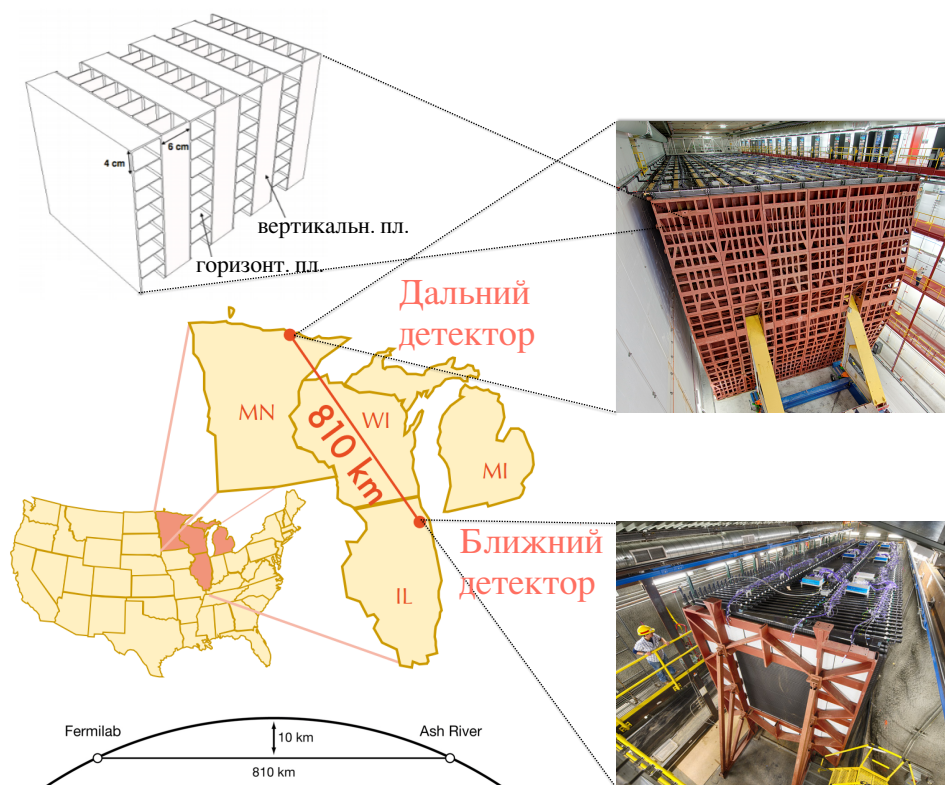 4 cm
6 cm
вертикальн. пл.
горизонт. пл.
Дальний
детектор
MN
WI
MI
810 km
Ближний
детектор
IL
Fermilab
Ash River
10 km
810 km